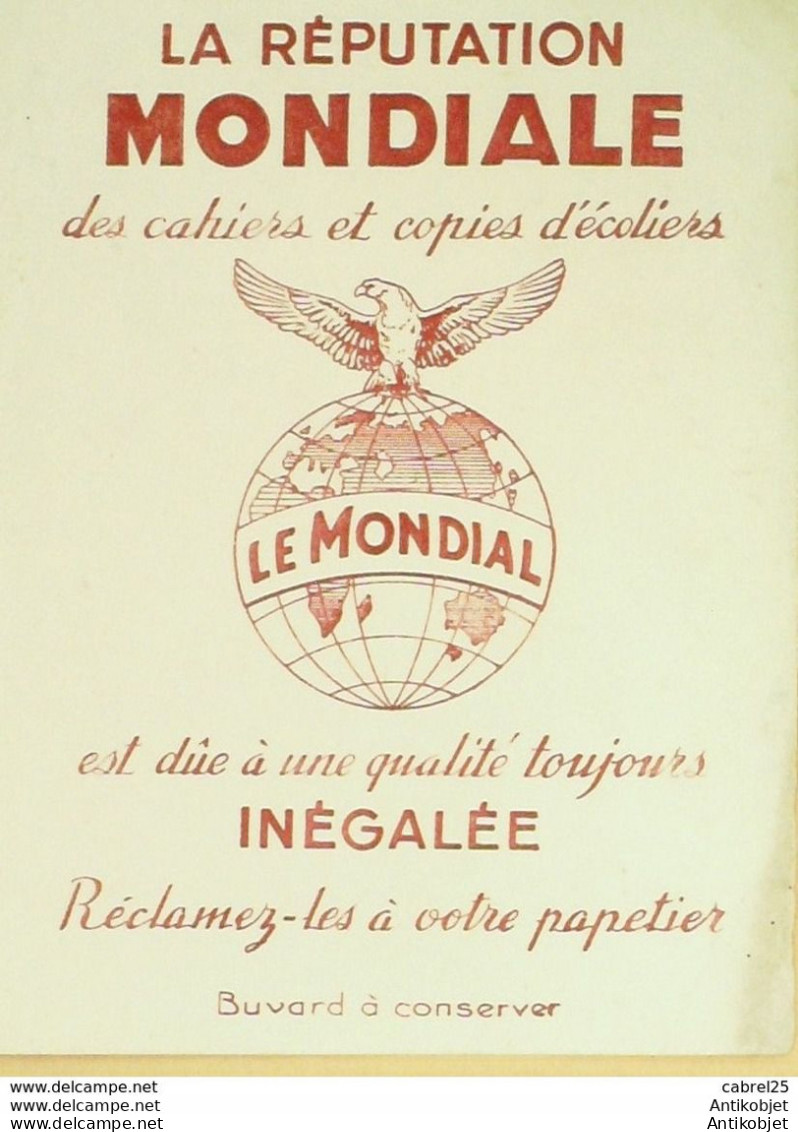 LA RÉPUTATION
MONDIALE
des cahiers et copies d'écoliers
LE MONDIAL
est dûe à une qualité toujours
INÉGALÉE
Réclamez-les à votre papetier
Buvard à conserver
www.delcampe.net cabrel25
www.delcampe.net Antikobjet
www.delcampe.net Antikobjet